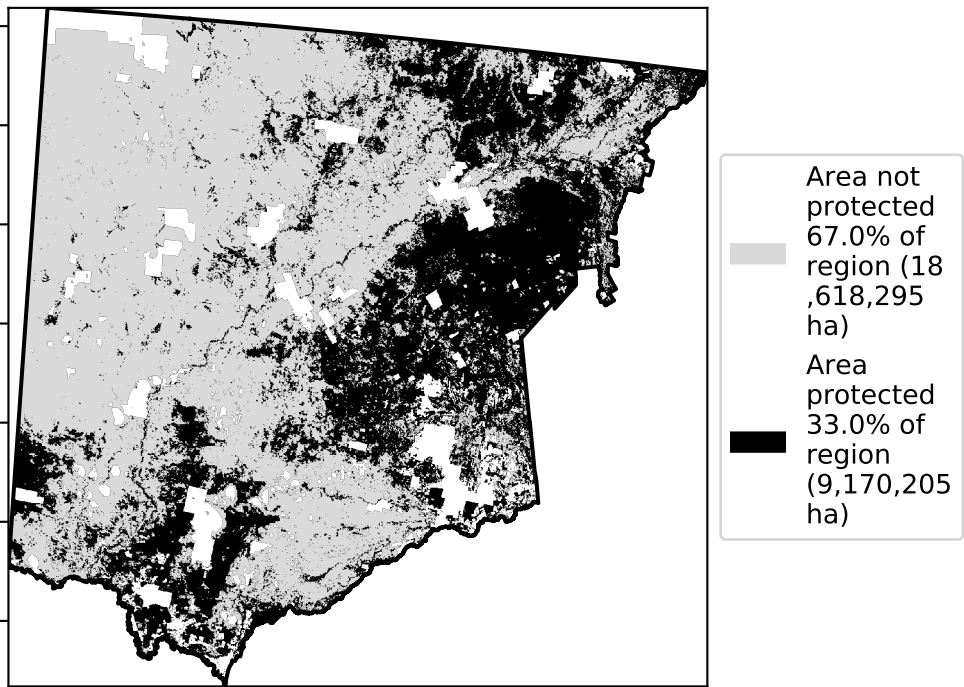 Area not
protected
67.0% of
region (18
,618,295
ha)
Area
protected
33.0% of
region
(9,170,205
ha)